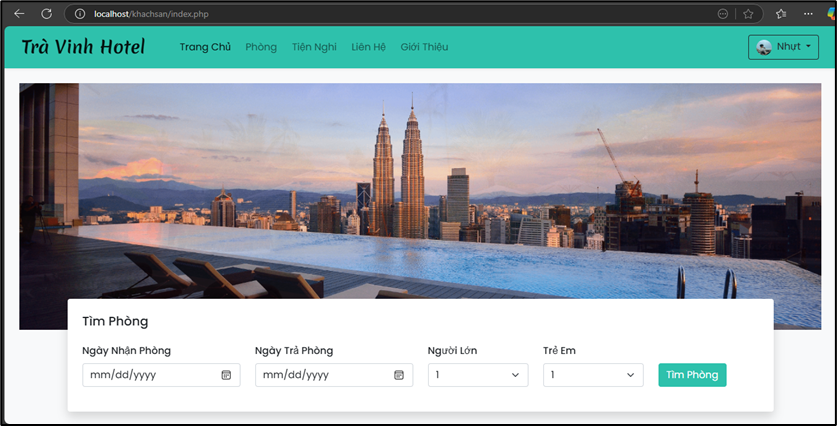 localhost/khachsan/index.php
Trà Vinh Hotel Trang Chủ Phòng Tiện Nghi Liên Hệ Giới Thiệu Nhựt
Tìm Phòng
Ngày Nhận Phòng Ngày Trả Phòng Người Lớn Trẻ Em
mm/dd/yyyy mm/dd/yyyy 1 1 Tìm Phòng